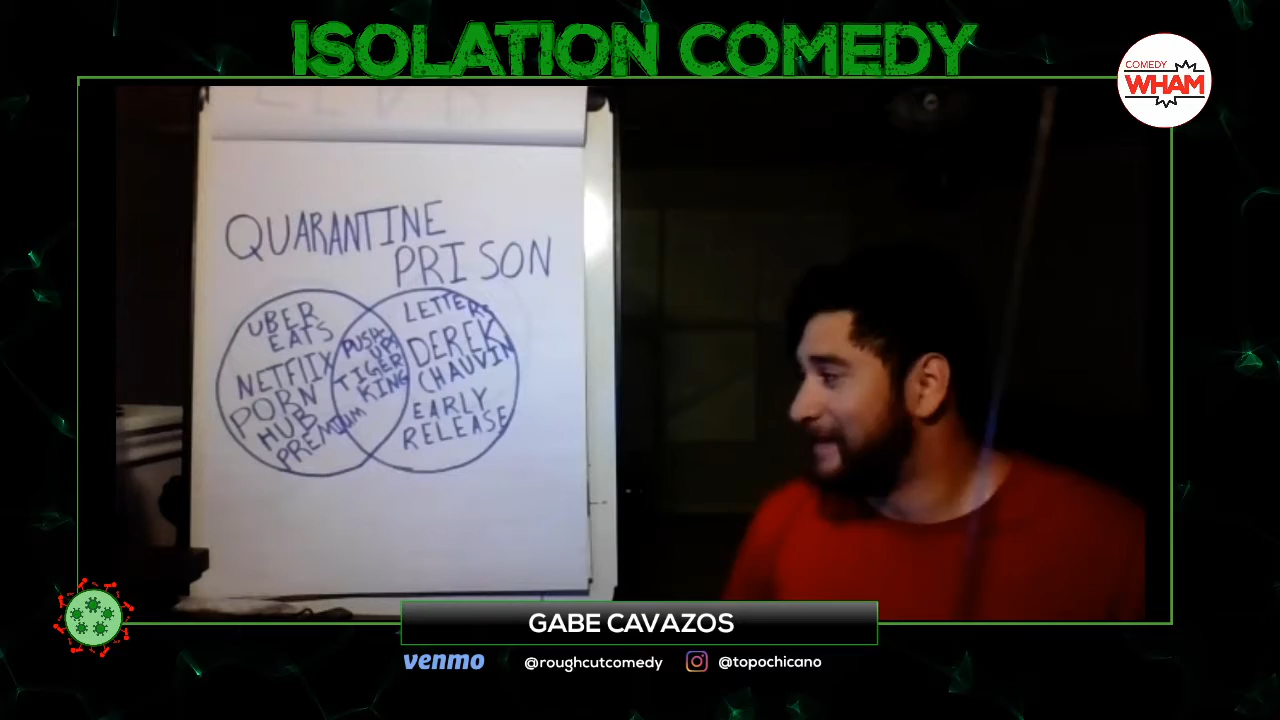 ISOLATION COMEDY
COMEDY
WHAM
QUARANTINE
PRISON
UBER
EATS
NETFLIX
PORN
HUB
PREMIUM
PUSH
UPS
TIGER
KING
LETTERS
DEREK
CHAUVIN
EARLY
RELEASE
GABE CAVAZOS
venmo
@roughcutcomedy
@topochicano